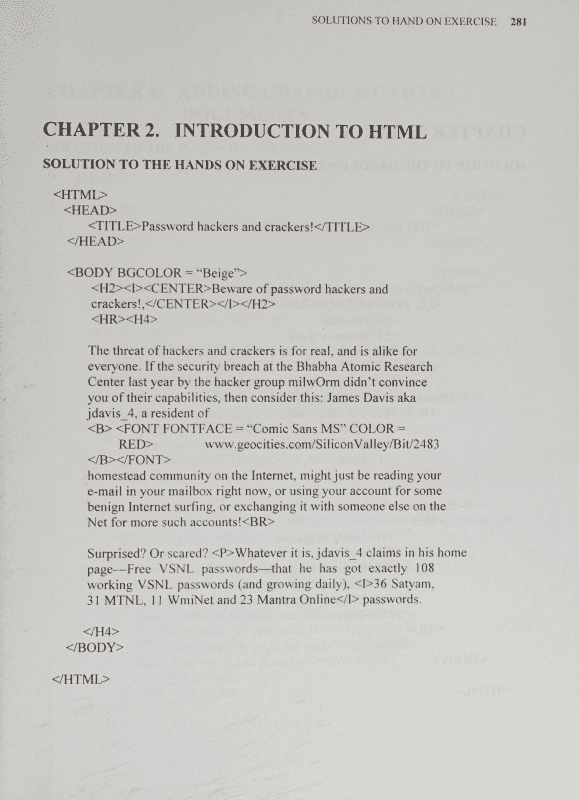 SOLUTIONS TO HAND ON EXERCISE 281
CHAPTER 2. INTRODUCTION TO HTML
SOLUTION TO THE HANDS ON EXERCISE
<HTML>
<HEAD>
<TITLE>Password hackers and crackers!</TITLE>
</HEAD>
<BODY BGCOLOR = “Beige”>
<H2><I><CENTER>Beware of password hackers and
crackers!,</CENTER></I></H2>
<HR><H4>
The threat of hackers and crackers is for real, and is alike for
everyone. If the security breach at the Bhabha Atomic Research
Center last year by the hacker group milwOrm didn’t convince
you of their capabilities, then consider this: James Davis aka
jdavis_4, a resident of
<B> <FONT FONTFACE = “Comic Sans MS” COLOR =
RED> www.geocities.com/SiliconValley/Bit/2483
</B></FONT>
homestead community on the Internet, might just be reading your
e-mail in your mailbox right now, or using your account for some
benign Internet surfing, or exchanging it with someone else on the
Net for more such accounts!<BR>
Surprised? Or scared? <P>Whatever it is, jdavis_4 claims in his home
page—Free VSNL passwords—that he has got exactly 108
working VSNL passwords (and growing daily), <I>36 Satyam,
31 MTNL, 11 WmiNet and 23 Mantra Online</I> passwords.
</H4>
</BODY>
</HTML>